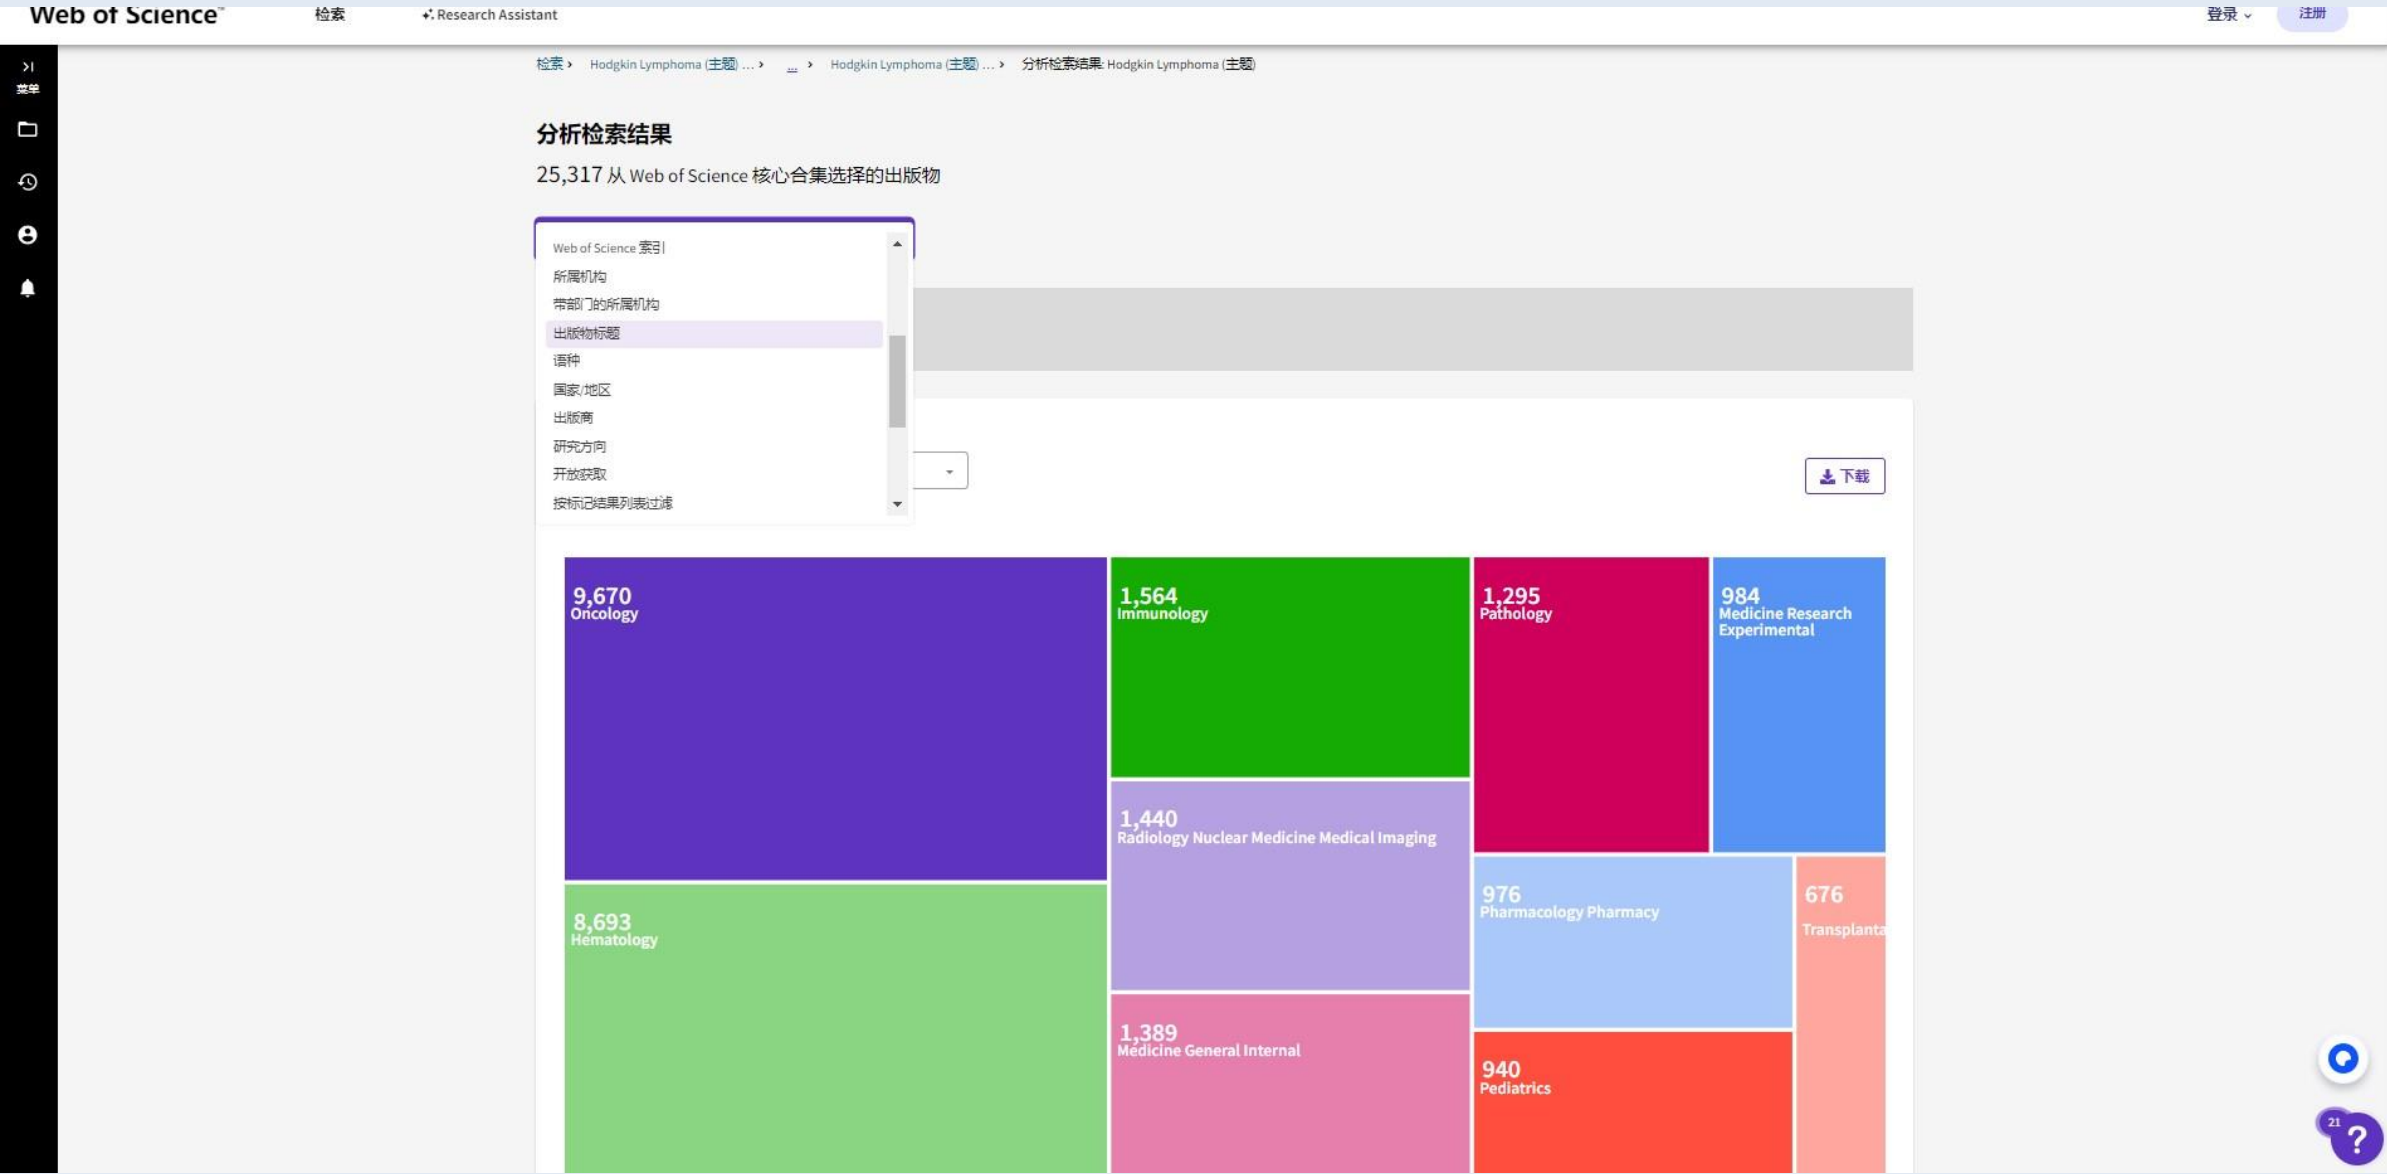 Web of Science™ 检索 Research Assistant 登录 注册
菜单
检索 › Hodgkin Lymphoma (主题) … › ... › Hodgkin Lymphoma (主题) … › 分析检索结果: Hodgkin Lymphoma (主题)
分析检索结果
25,317 从 Web of Science 核心合集选择的出版物
Web of Science 索引
所属机构
带部门的所属机构
出版物标题
语种
国家/地区
出版商
研究方向
开放获取
按标记结果列表过滤
下载
9,670
Oncology
8,693
Hematology
1,564
Immunology
1,440
Radiology Nuclear Medicine Medical Imaging
1,389
Medicine General Internal
1,295
Pathology
984
Medicine Research
Experimental
976
Pharmacology Pharmacy
676
Transplanta
940
Pediatrics
21
?